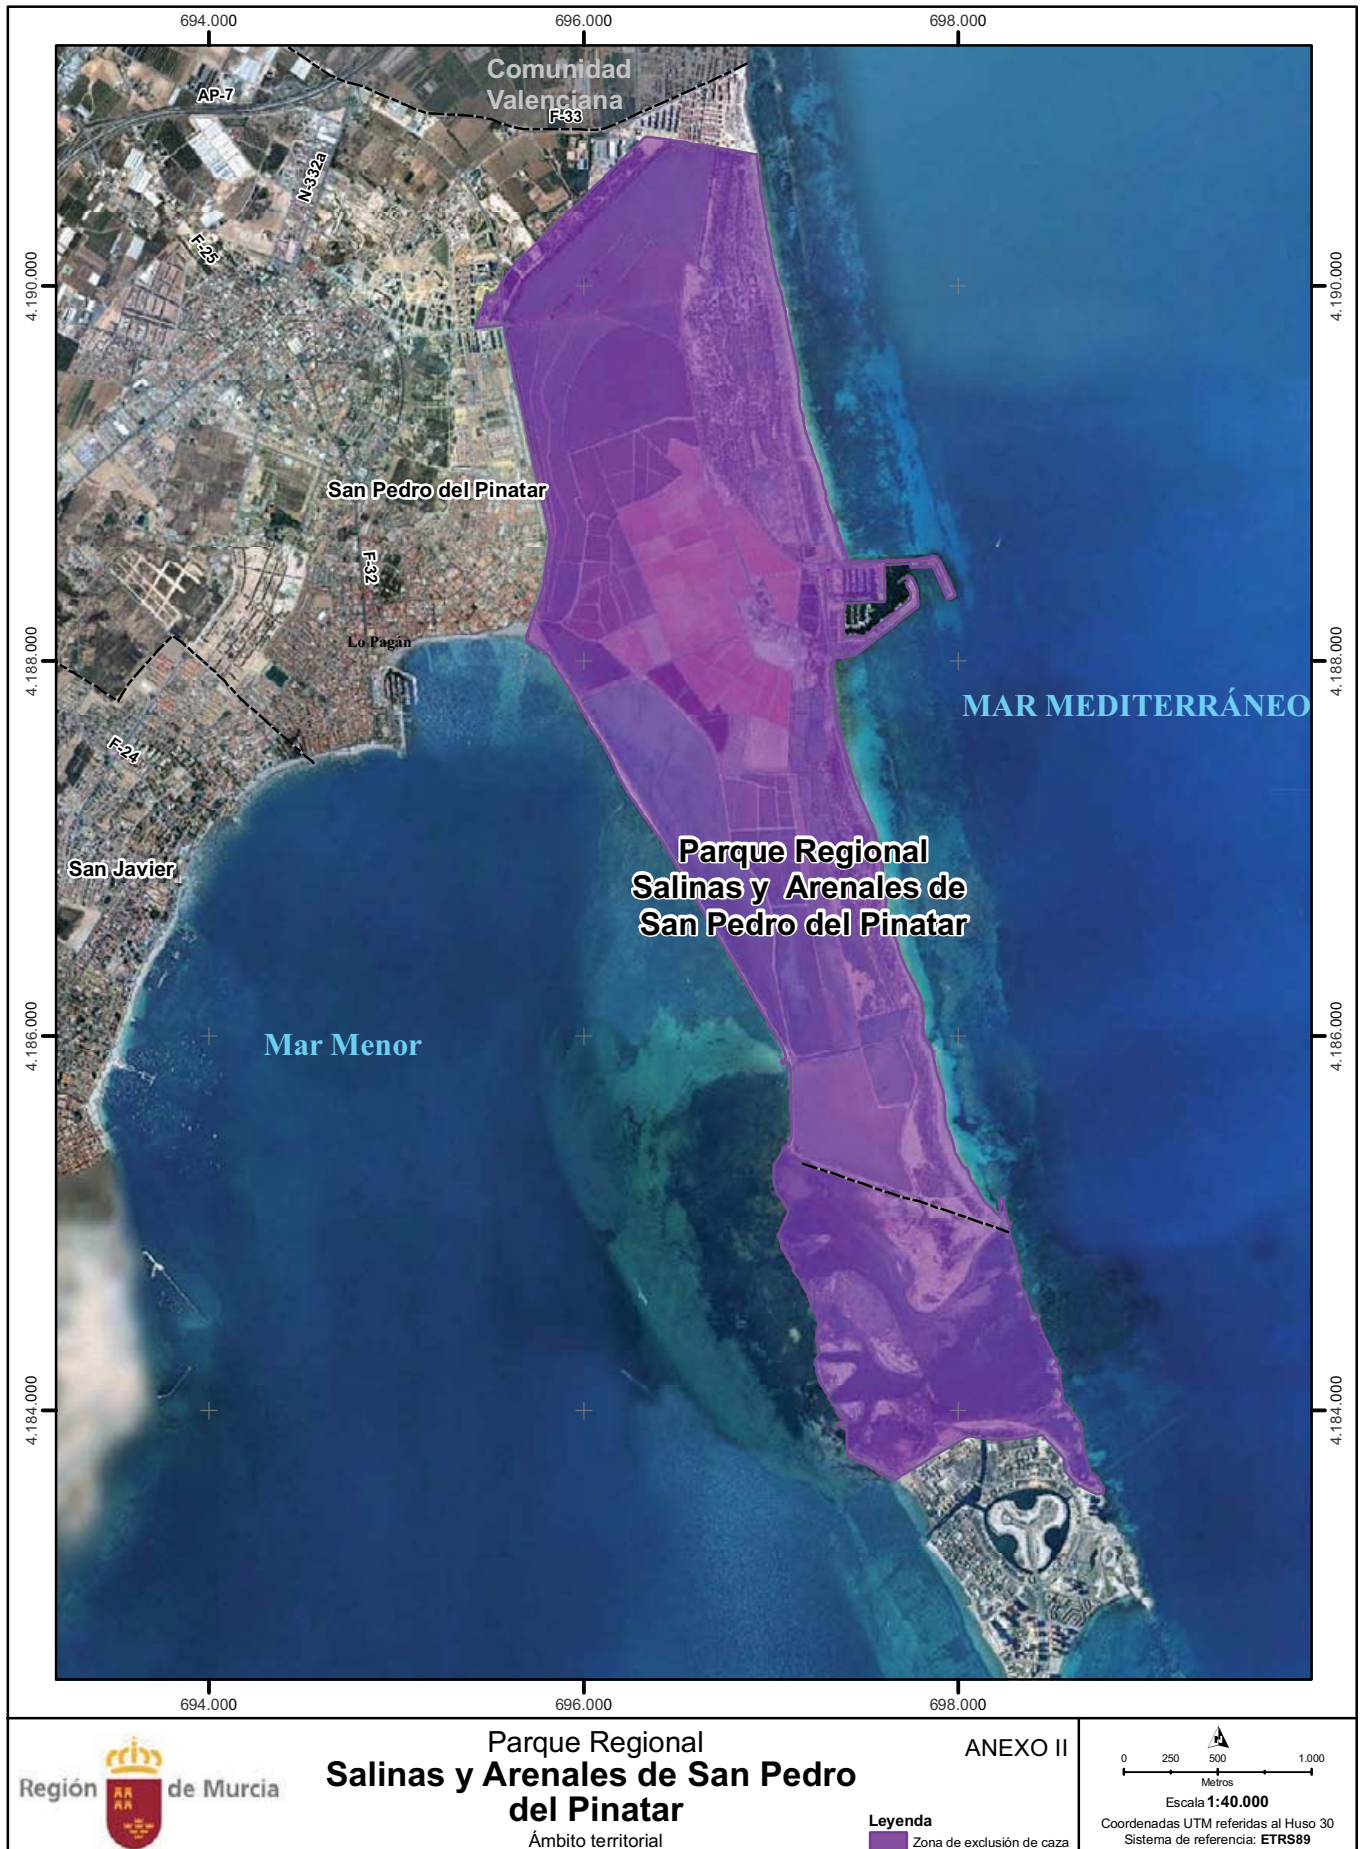 694.000
696.000
698.000
Comunidad
Valenciana
AP-7
F-33
N-332a
F-25
4.190.000
4.190.000
San Pedro del Pinatar
F-32
Lo Pagán
4.188.000
4.188.000
MAR MEDITERRÁNEO
F-24
San Javier
Parque Regional
Salinas y Arenales de
San Pedro del Pinatar
Mar Menor
4.186.000
4.186.000
4.184.000
4.184.000
694.000
696.000
698.000
Región de Murcia
Parque Regional
Salinas y Arenales de San Pedro
del Pinatar
Ámbito territorial
ANEXO II
Leyenda
Zona de exclusión de caza
0 250 500 1.000
Metros
Escala 1:40.000
Coordenadas UTM referidas al Huso 30
Sistema de referencia: ETRS89